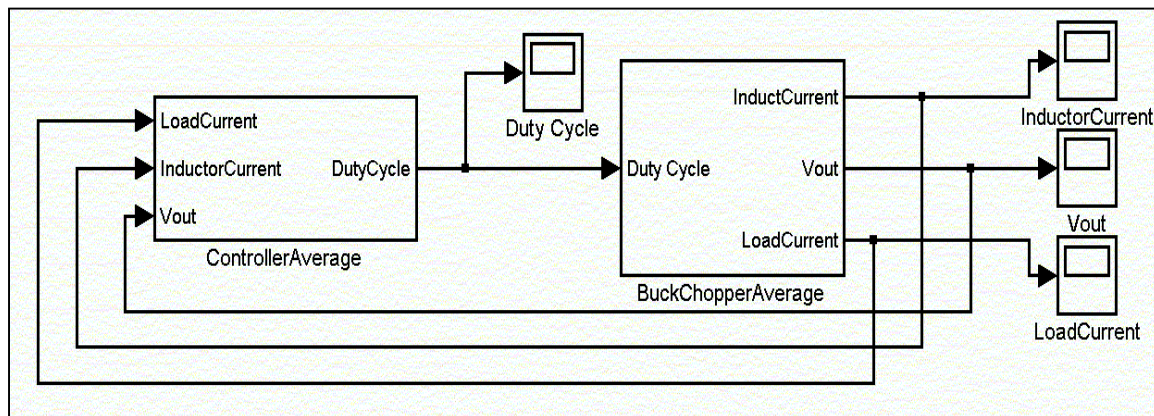 LoadCurrent
InductorCurrent
Vout
DutyCycle
ControllerAverage
Duty Cycle
Duty Cycle
InductCurrent
Vout
LoadCurrent
BuckChopperAverage
InductorCurrent
Vout
LoadCurrent